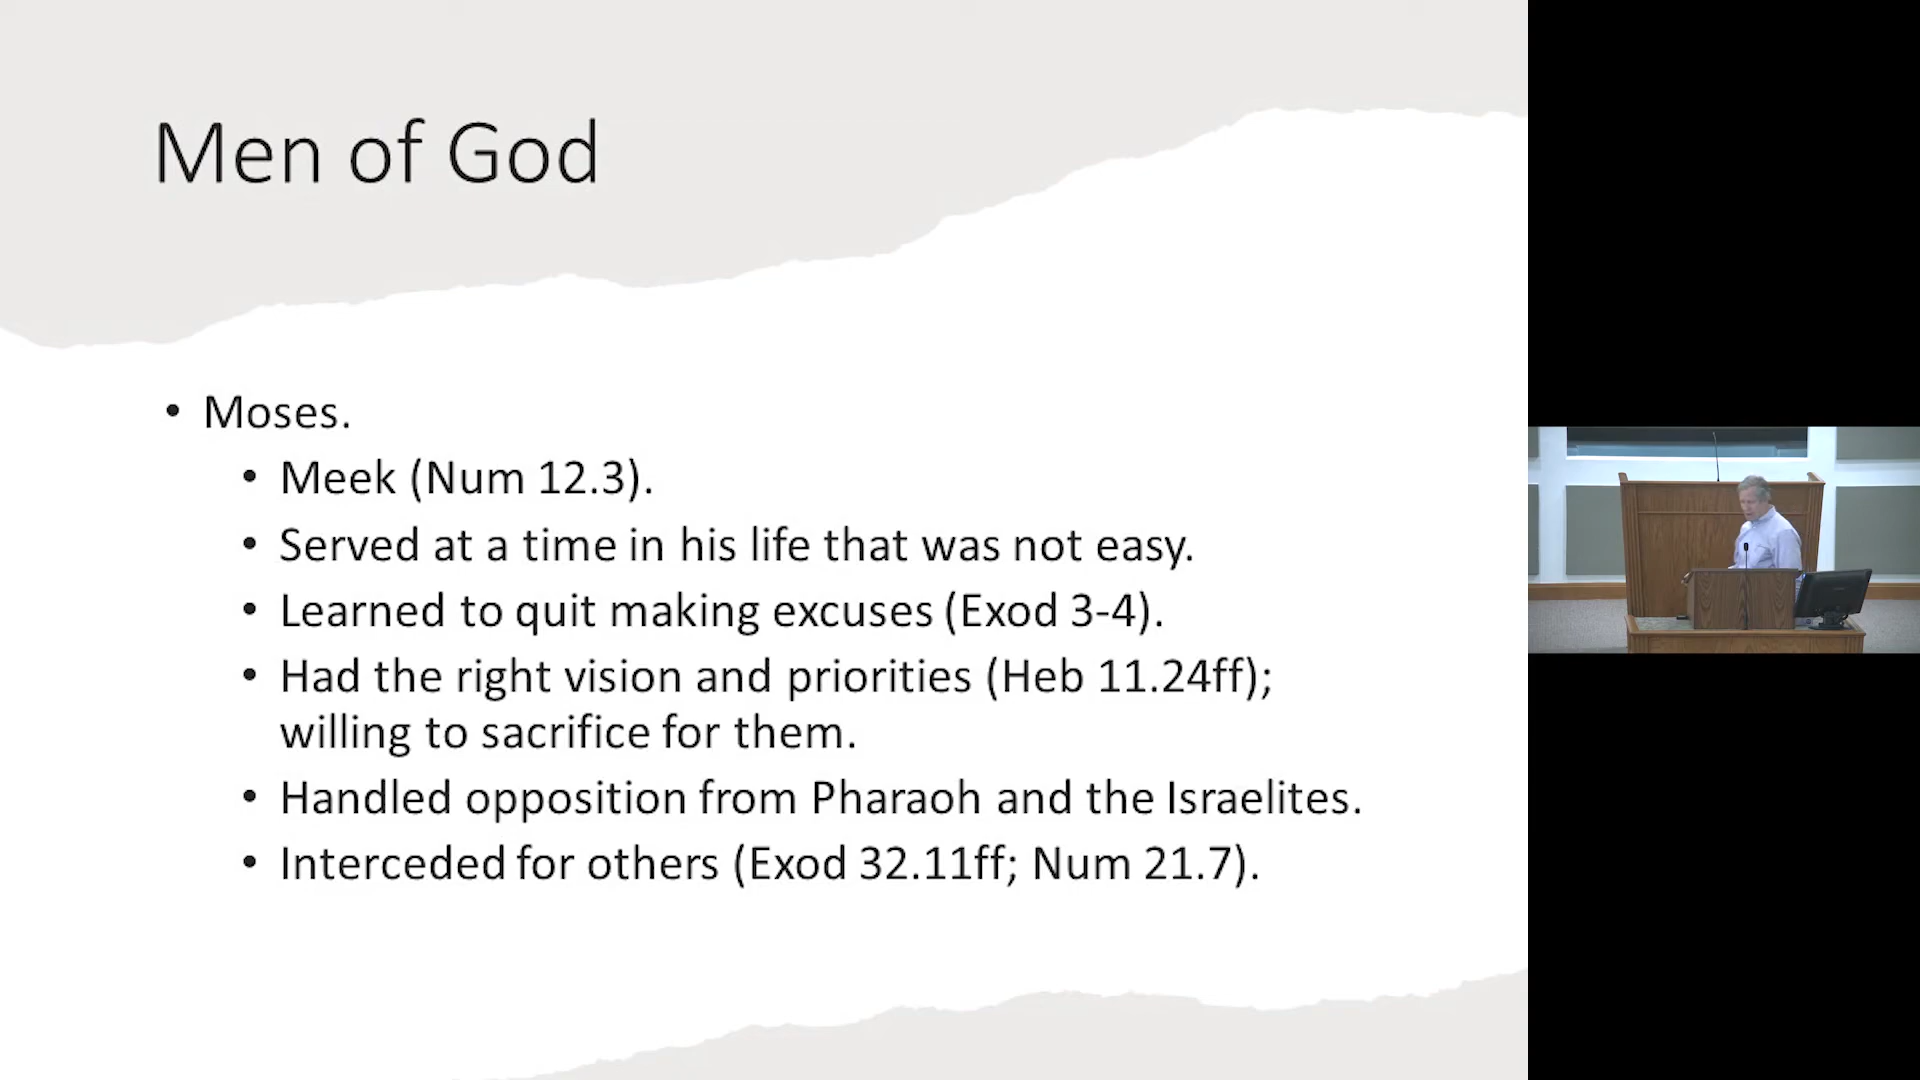 Men of God
• Moses.
• Meek (Num 12.3).
• Served at a time in his life that was not easy.
• Learned to quit making excuses (Exod 3-4).
• Had the right vision and priorities (Heb 11.24ff);
willing to sacrifice for them.
• Handled opposition from Pharaoh and the Israelites.
• Interceded for others (Exod 32.11ff; Num 21.7).